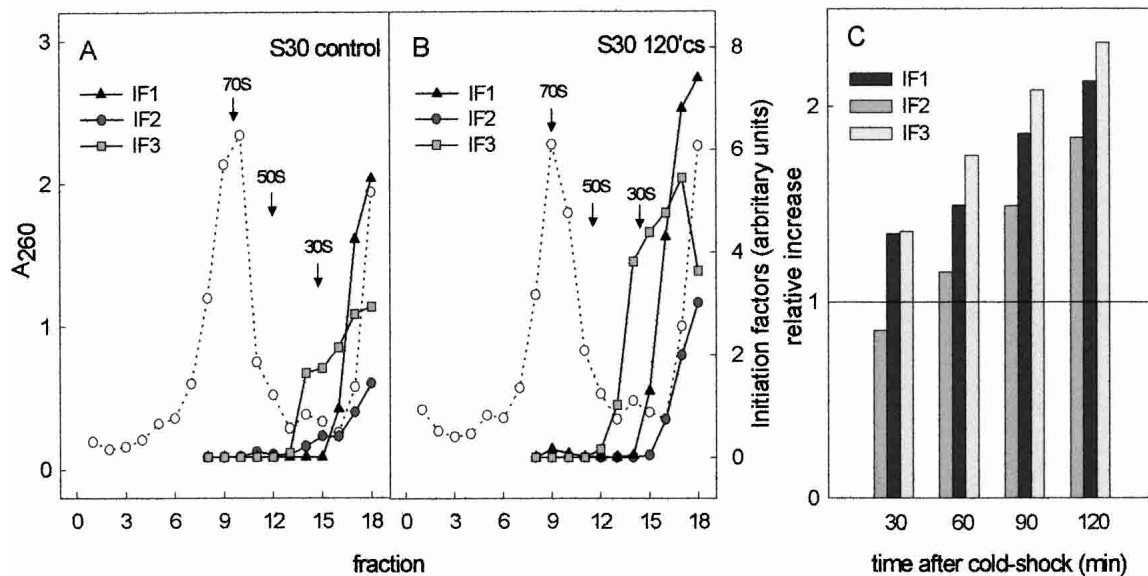 A
S30 control
70S
50S
30S
IF1
IF2
IF3
3
2
1
0
A260
0 3 6 9 12 15 18
B
S30 120'cs
70S
50S
30S
IF1
IF2
IF3
8
6
4
2
0
Initiation factors (arbritary units)
0 3 6 9 12 15 18
fraction
C
IF1
IF2
IF3
2
1
0
relative increase
30 60 90 120
time after cold-shock (min)